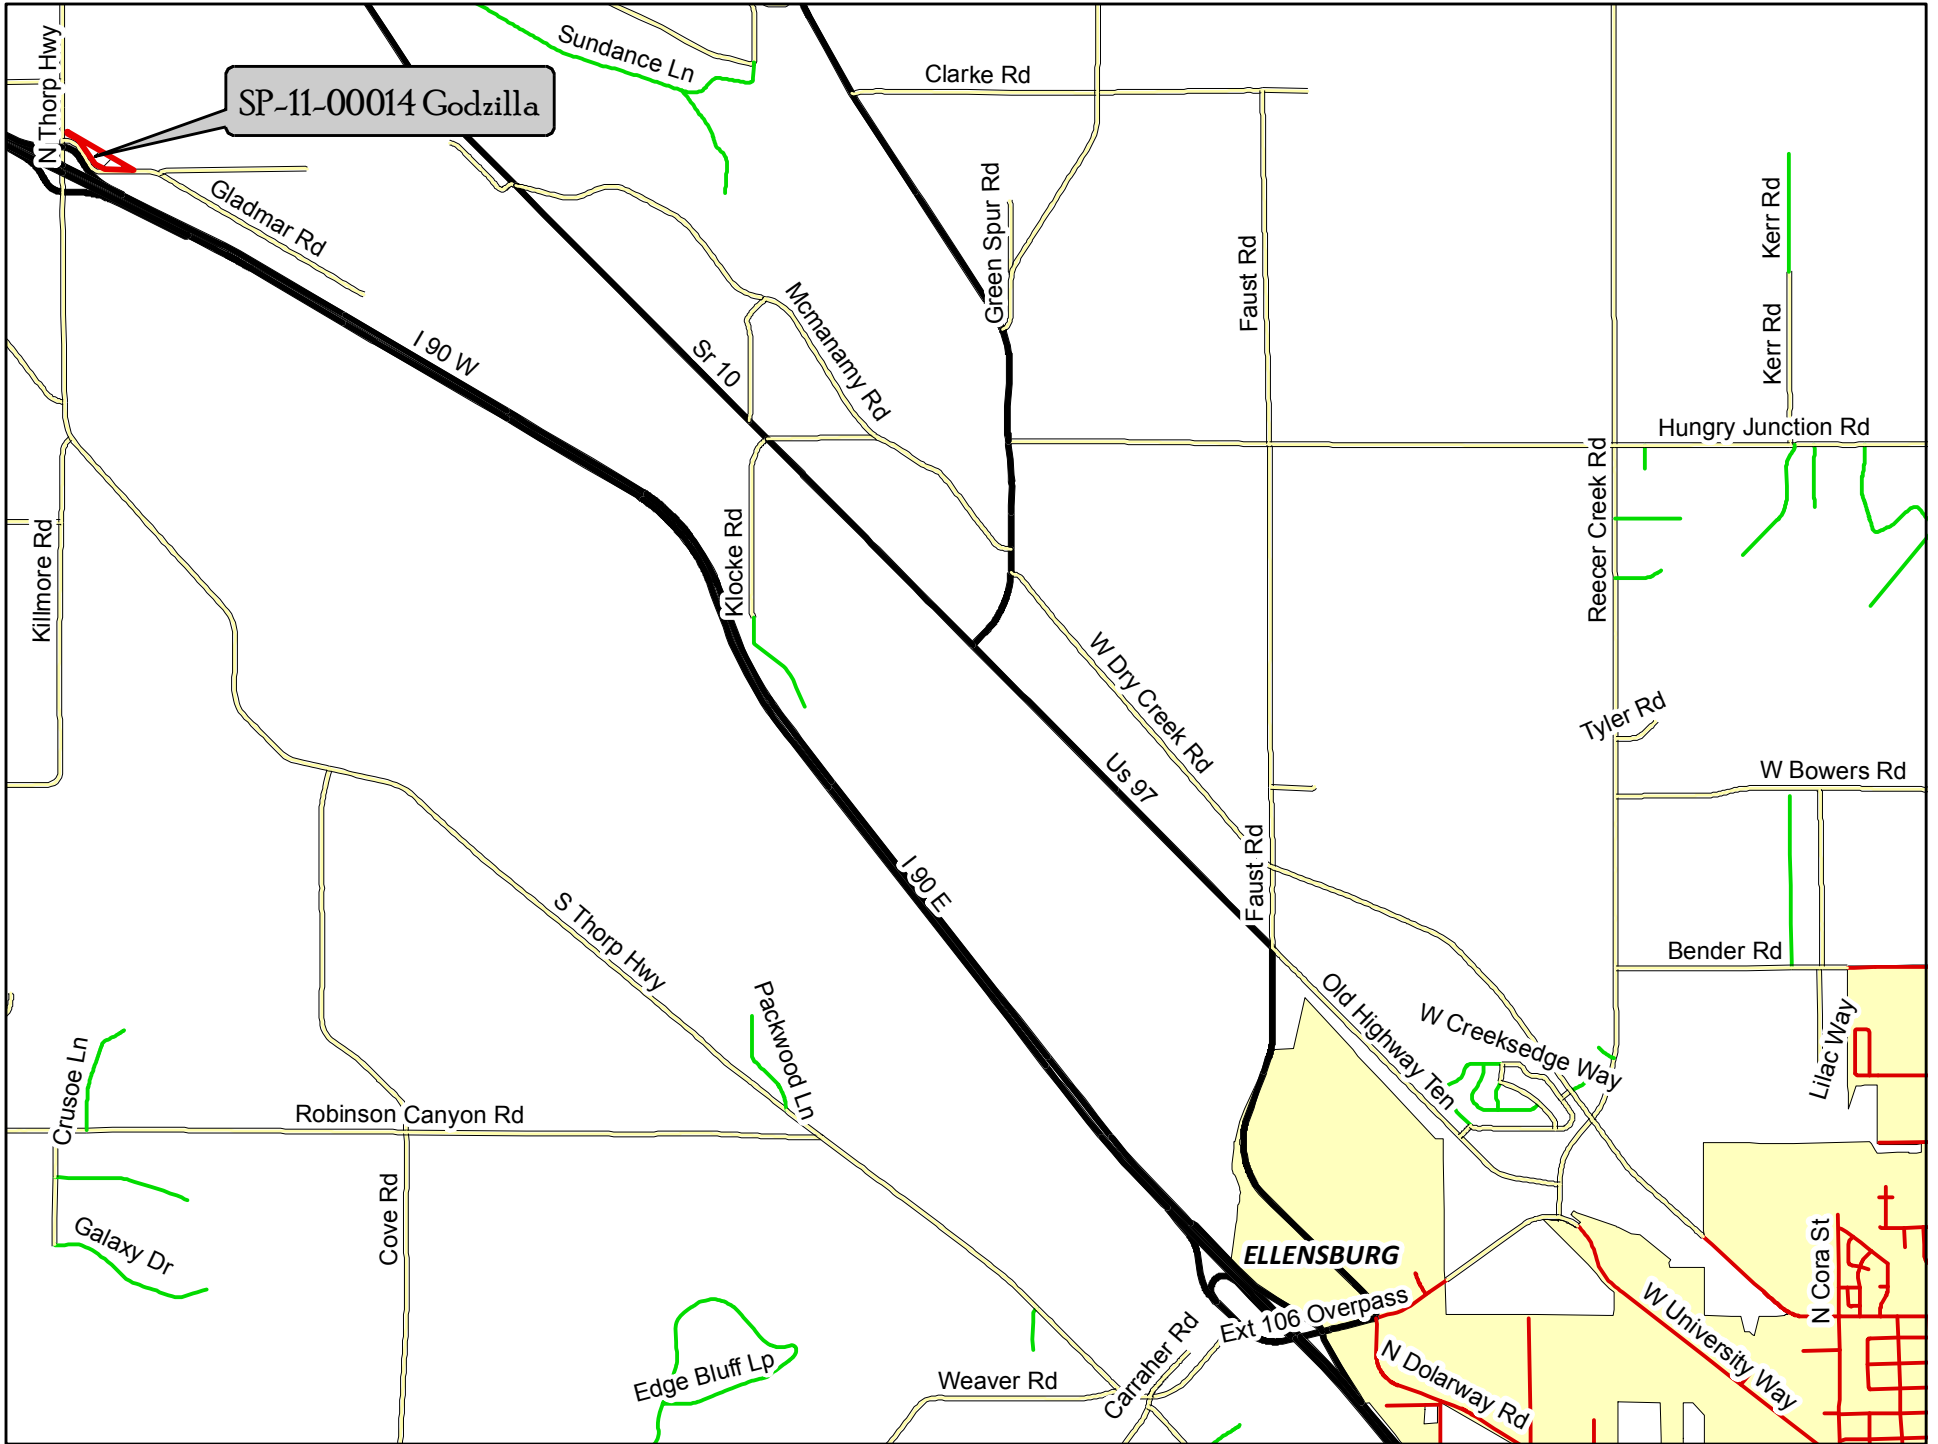 N Thorp Hwy
Sundance Ln
Clarke Rd
SP-11-00014 Godzilla
Gladmar Rd
Green Spur Rd
Faust Rd
Kerr Rd
Kerr Rd
I 90 W
Sr 10
Mcmanamy Rd
Hungry Junction Rd
Reecer Creek Rd
Killmore Rd
Klocke Rd
W Dry Creek Rd
Tyler Rd
Us 97
W Bowers Rd
I 90 E
Faust Rd
S Thorp Hwy
Bender Rd
Packwood Ln
Old Highway Ten
W Creeksedge Way
Lilac Way
Crusoe Ln
Robinson Canyon Rd
Cove Rd
Galaxy Dr
ELLENSBURG
N Cora St
Ext 106 Overpass
W University Way
Carraher Rd
Edge Bluff Lp
Weaver Rd
N Dolarway Rd